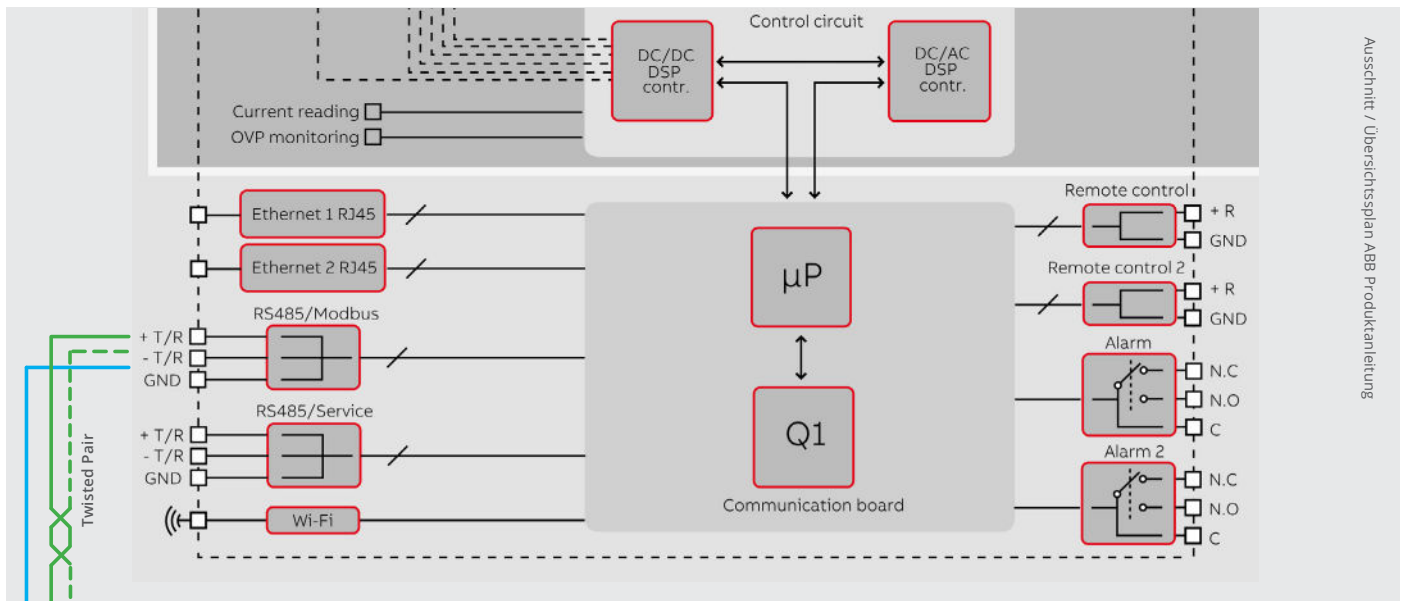 Control circuit
DC/DC
DSP
contr.
DC/AC
DSP
contr.
Current reading
OVP monitoring
Ethernet 1 RJ45
Ethernet 2 RJ45
RS485/Modbus
+ T/R
- T/R
GND
RS485/Service
+ T/R
- T/R
GND
Wi-Fi
Twisted Pair
µP
Q1
Communication board
Remote control
+ R
GND
Remote control 2
+ R
GND
Alarm
N.C
N.O
C
Alarm 2
N.C
N.O
C
Ausschnitt / Übersichtssplan ABB Produktanleitung